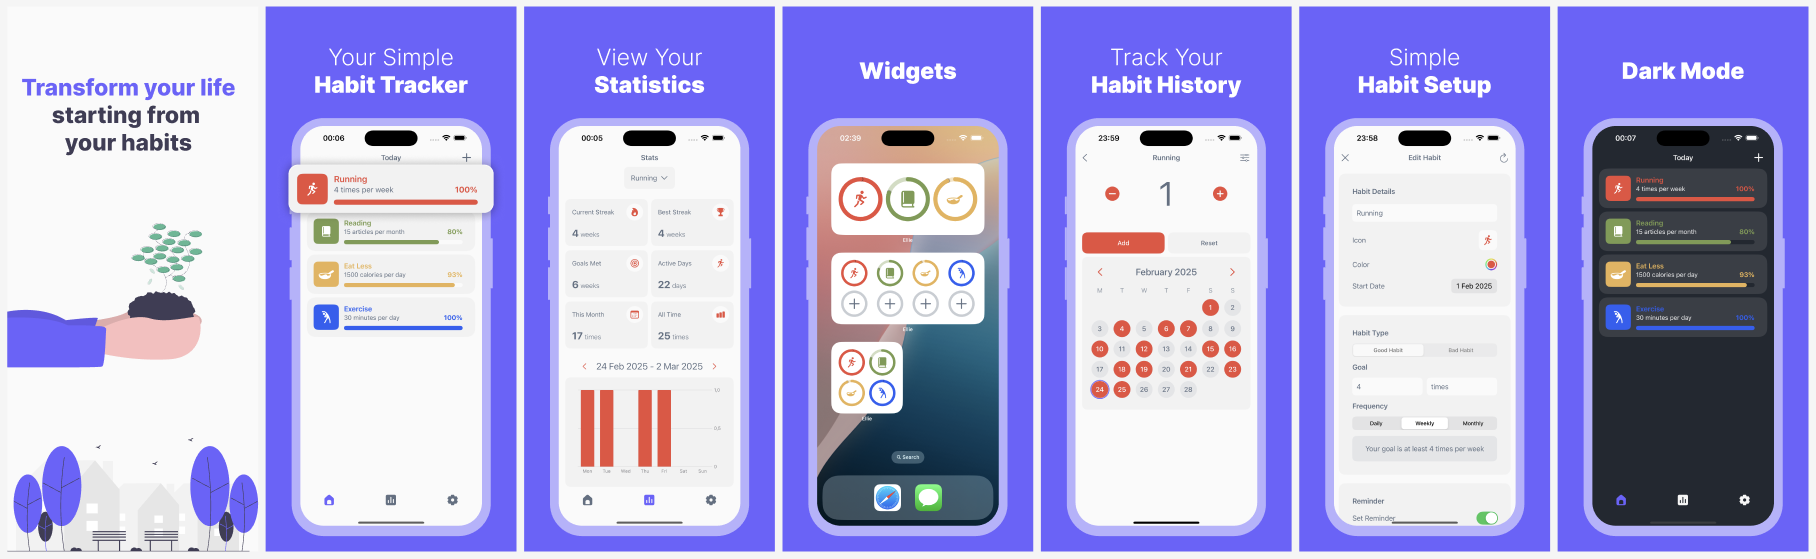 Transform your life
starting from
your habits
Your Simple
Habit Tracker
00:06
Today
Running
4 times per week
100%
Reading
15 articles per month
80%
Eat Less
1500 calories per day
93%
Exercise
30 minutes per day
100%
View Your
Statistics
00:05
Stats
Running
Current Streak
4 weeks
Best Streak
4 weeks
Goals Met
6 weeks
Active Days
22 days
This Month
17 times
All Time
25 times
24 Feb 2025 - 2 Mar 2025
1,0
0,5
0
Mon Tue Wed Thu Fri Sat Sun
Widgets
02:39
Ellie
Ellie
Ellie
Search
Track Your
Habit History
23:59
Running
1
Add
Reset
February 2025
M T W T F S S
1 2
3 4 5 6 7 8 9
10 11 12 13 14 15 16
17 18 19 20 21 22 23
24 25 26 27 28
Simple
Habit Setup
23:58
Edit Habit
Habit Details
Running
Icon
Color
Start Date
1 Feb 2025
Habit Type
Good Habit
Bad Habit
Goal
4
times
Frequency
Daily
Weekly
Monthly
Your goal is at least 4 times per week
Reminder
Set Reminder
Dark Mode
00:07
Today
Running
4 times per week
100%
Reading
15 articles per month
80%
Eat Less
1500 calories per day
93%
Exercise
30 minutes per day
100%